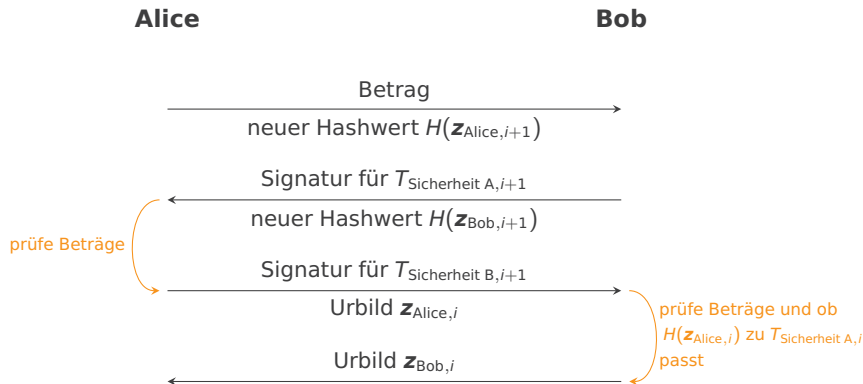 Alice Bob
Betrag
neuer Hashwert H(z_Alice,i+1)
Signatur für T_Sicherheit A,i+1
neuer Hashwert H(z_Bob,i+1)
prüfe Beträge
Signatur für T_Sicherheit B,i+1
Urbild z_Alice,i
prüfe Beträge und ob
H(z_Alice,i) zu T_Sicherheit A,i
passt
Urbild z_Bob,i